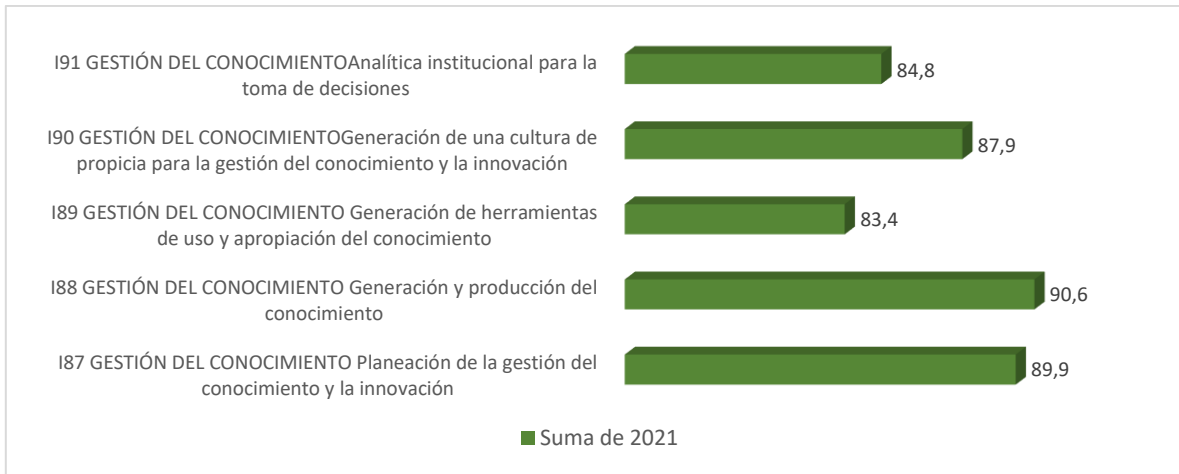 I91 GESTIÓN DEL CONOCIMIENTOAnalítica institucional para la
toma de decisiones
84,8
I90 GESTIÓN DEL CONOCIMIENTOGeneración de una cultura de
propicia para la gestión del conocimiento y la innovación
87,9
I89 GESTIÓN DEL CONOCIMIENTO Generación de herramientas
de uso y apropiación del conocimiento
83,4
I88 GESTIÓN DEL CONOCIMIENTO Generación y producción del
conocimiento
90,6
I87 GESTIÓN DEL CONOCIMIENTO Planeación de la gestión del
conocimiento y la innovación
89,9
Suma de 2021